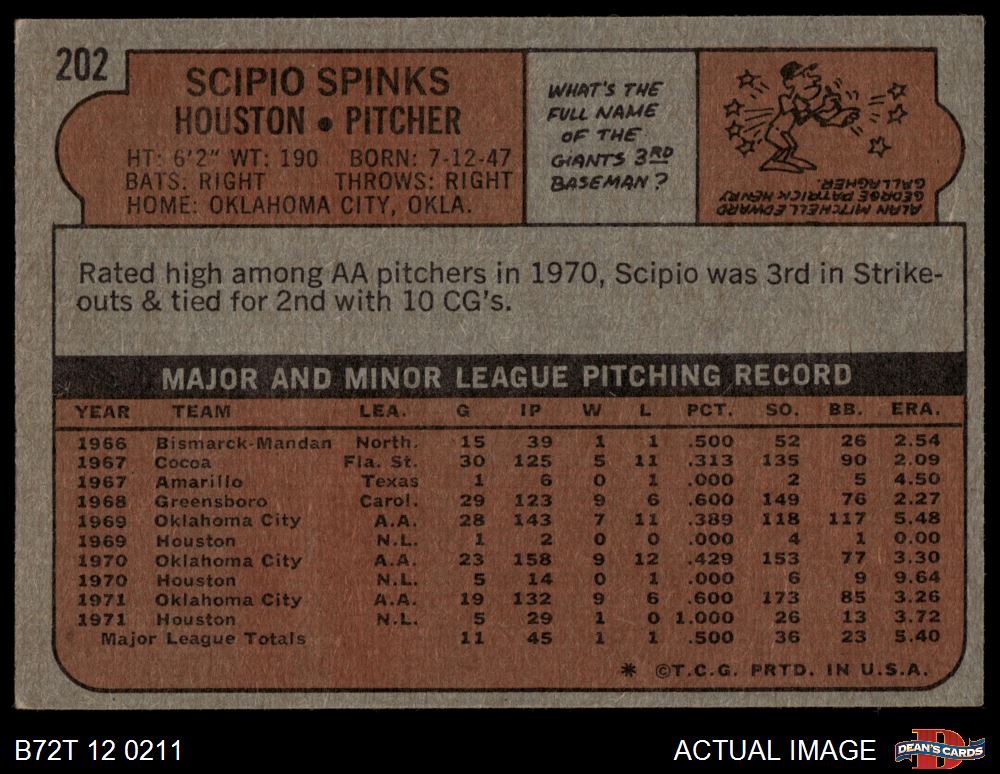 202
SCIPIO SPINKS
HOUSTON • PITCHER
HT: 6'2" WT: 190 BORN: 7-12-47
BATS: RIGHT THROWS: RIGHT
HOME: OKLAHOMA CITY, OKLA.
WHAT'S THE
FULL NAME
OF THE
GIANTS 3RD
BASEMAN?
ALAN MITCHELL EDWARD
GEORGE PATRICK HENRY
GALLAGHER.
Rated high among AA pitchers in 1970, Scipio was 3rd in Strike-
outs & tied for 2nd with 10 CG's.
MAJOR AND MINOR LEAGUE PITCHING RECORD
YEAR TEAM LEA. G IP W L PCT. SO. BB. ERA.
1966 Bismarck-Mandan North. 15 39 1 1 .500 52 26 2.54
1967 Cocoa Fla. St. 30 125 5 11 .313 135 90 2.09
1967 Amarillo Texas 1 6 0 1 .000 2 5 4.50
1968 Greensboro Carol. 29 123 9 6 .600 149 76 2.27
1969 Oklahoma City A.A. 28 143 7 11 .389 118 117 5.48
1969 Houston N.L. 1 2 0 0 .000 4 1 0.00
1970 Oklahoma City A.A. 23 158 9 12 .429 153 77 3.30
1970 Houston N.L. 5 14 0 1 .000 6 9 9.64
1971 Oklahoma City A.A. 19 132 9 6 .600 173 85 3.26
1971 Houston N.L. 5 29 1 0 1.000 26 13 3.72
Major League Totals 11 45 1 1 .500 36 23 5.40
* ©T.C.G. PRTD. IN U.S.A.
B72T 12 0211
ACTUAL IMAGE
D
DEAN'S CARDS